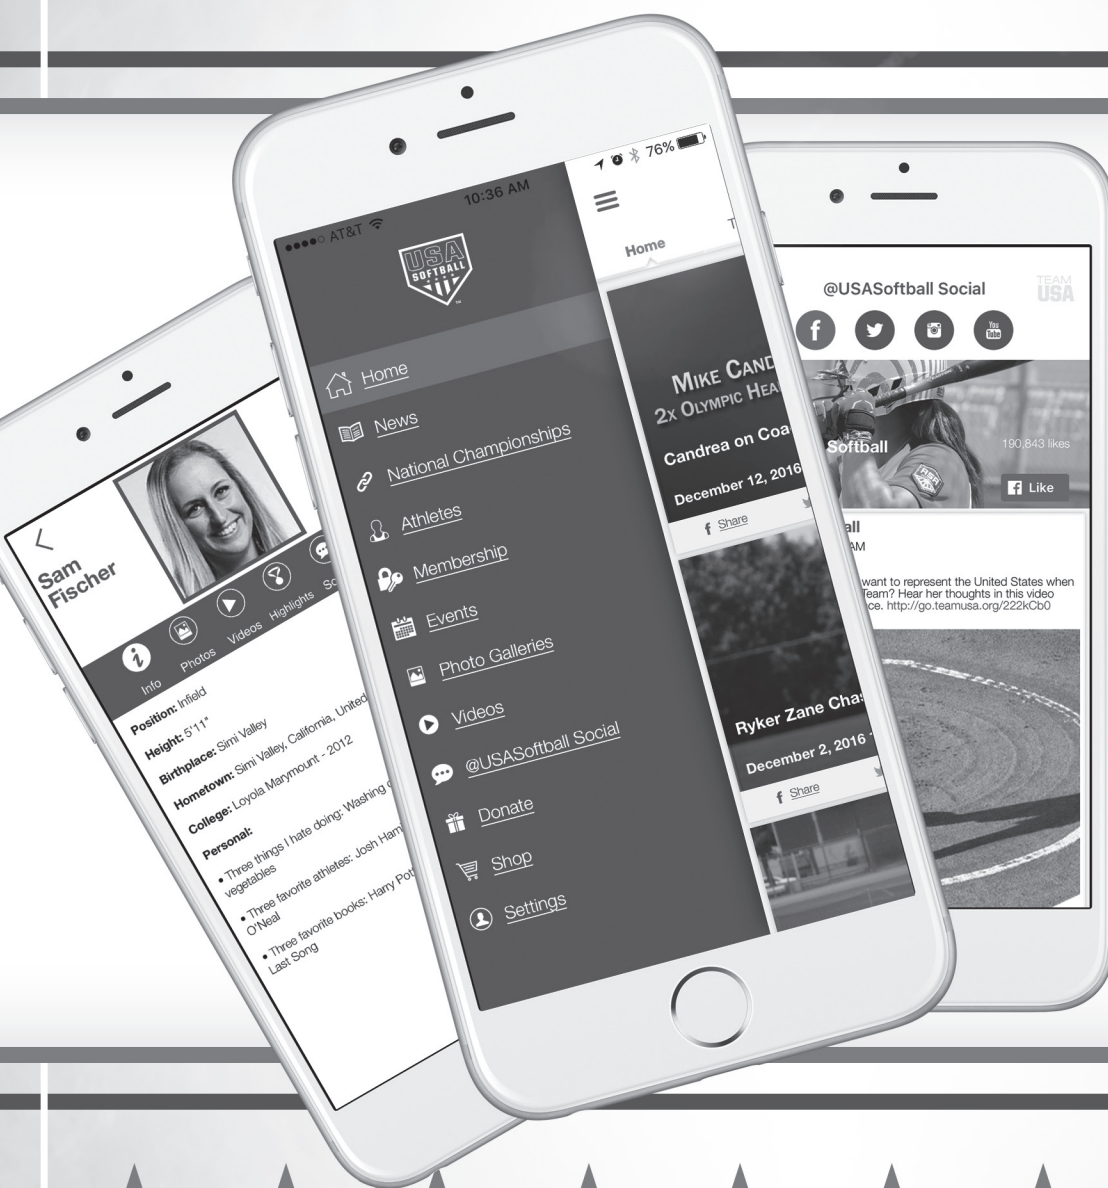 Sam
Fischer
Info
Photos
Videos
Highlights
Position: Infield
Height: 5'11"
Birthplace: Simi Valley
Hometown: Simi Valley, California, United
College: Loyola Marymount - 2012
Personal:
• Three things I hate doing: Washing
vegetables
• Three favorite athletes: Josh Ham
O'Neal
• Three favorite books: Harry Pot
Last Song
AT&T
10:36 AM
76%
USA
SOFTBALL
Home
News
National Championships
Athletes
Membership
Events
Photo Galleries
Videos
@USASoftball Social
Donate
Shop
Settings
Home
T
MIKE CAND
2X OLYMPIC HEA
Candrea on Coa
December 12, 2016
f Share
Ryker Zane Chas
December 2, 2016
f Share
@USASoftball Social
TEAM
USA
f
You
Tube
Softball
190,843 likes
f Like
all
AM
want to represent the United States when
Team? Hear her thoughts in this video
ce. http://go.teamusa.org/222kCb0